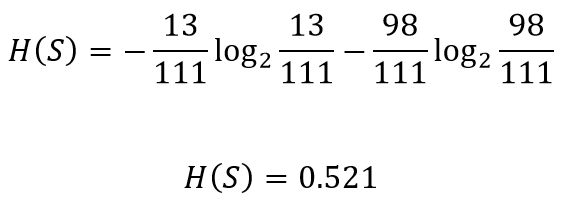 H(S) = − 13/111 log₂ 13/111 − 98/111 log₂ 98/111
H(S) = 0.521